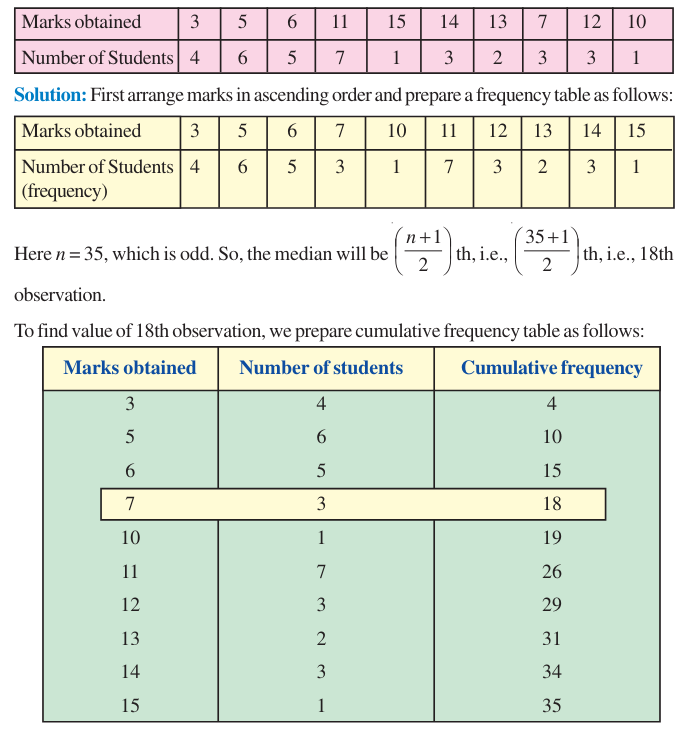 Marks obtained 3 5 6 11 15 14 13 7 12 10
Number of Students 4 6 5 7 1 3 2 3 3 1
Solution: First arrange marks in ascending order and prepare a frequency table as follows:
Marks obtained 3 5 6 7 10 11 12 13 14 15
Number of Students 4 6 5 3 1 7 3 2 3 1
(frequency)
Here n = 35, which is odd. So, the median will be ((n+1)/2) th, i.e., ((35+1)/2) th, i.e., 18th
observation.
To find value of 18th observation, we prepare cumulative frequency table as follows:
Marks obtained Number of students Cumulative frequency
3 4 4
5 6 10
6 5 15
7 3 18
10 1 19
11 7 26
12 3 29
13 2 31
14 3 34
15 1 35